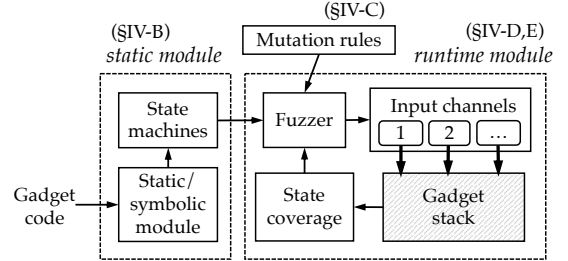 (§IV-B)
static module
(§IV-C)
Mutation rules
(§IV-D,E)
runtime module
State
machines
Fuzzer
Input channels
1
2
...
Gadget
code
Static/
symbolic
module
State
coverage
Gadget
stack